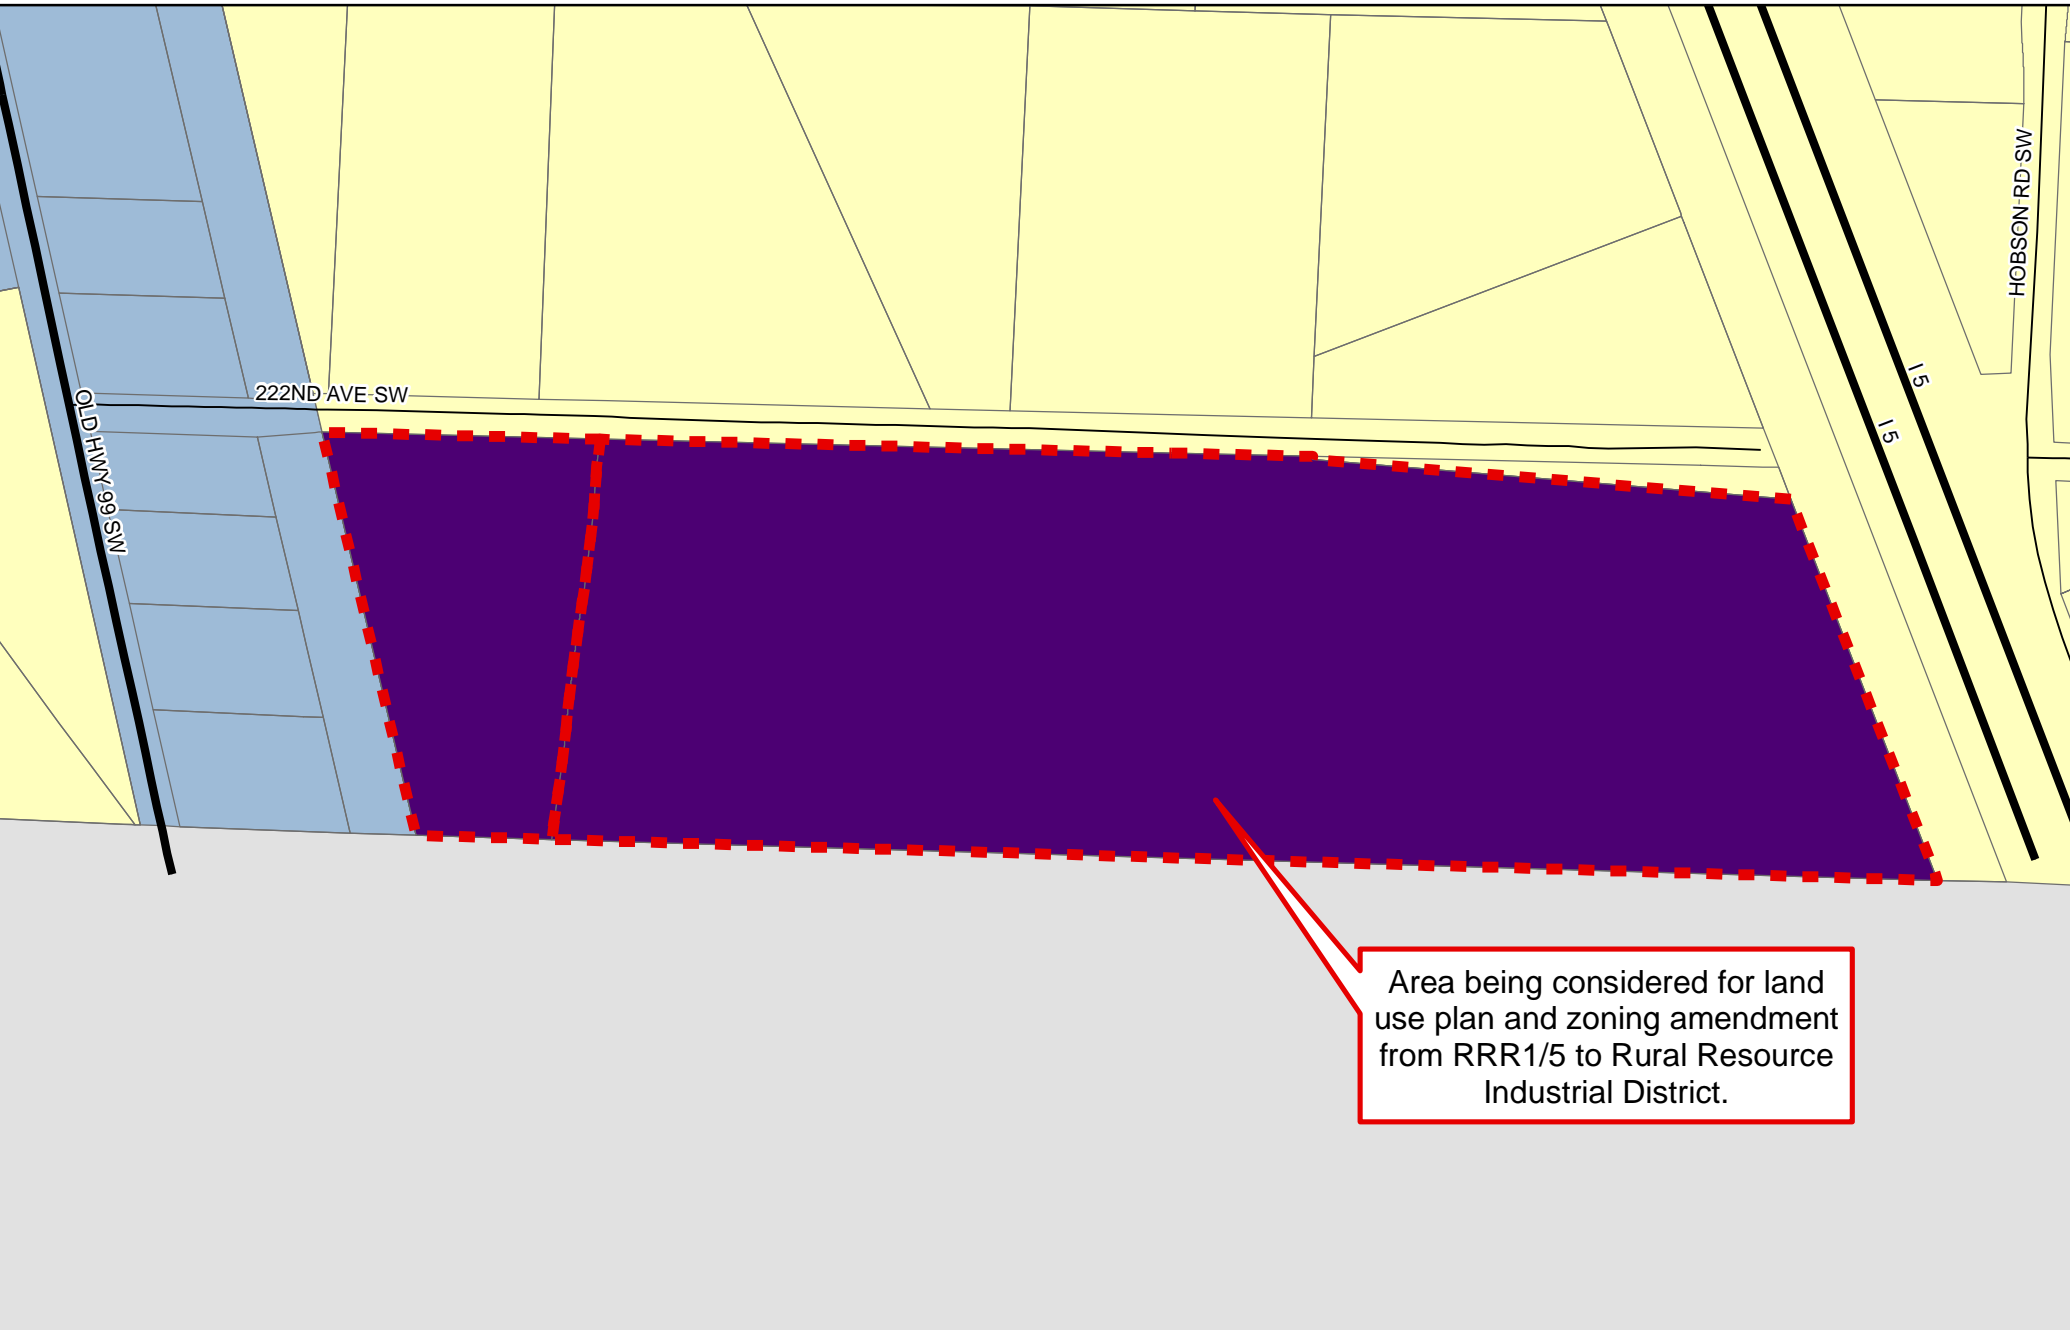 HOBSON RD SW
I 5
I 5
222ND AVE SW
OLD HWY 99 SW
Area being considered for land
use plan and zoning amendment
from RRR1/5 to Rural Resource
Industrial District.